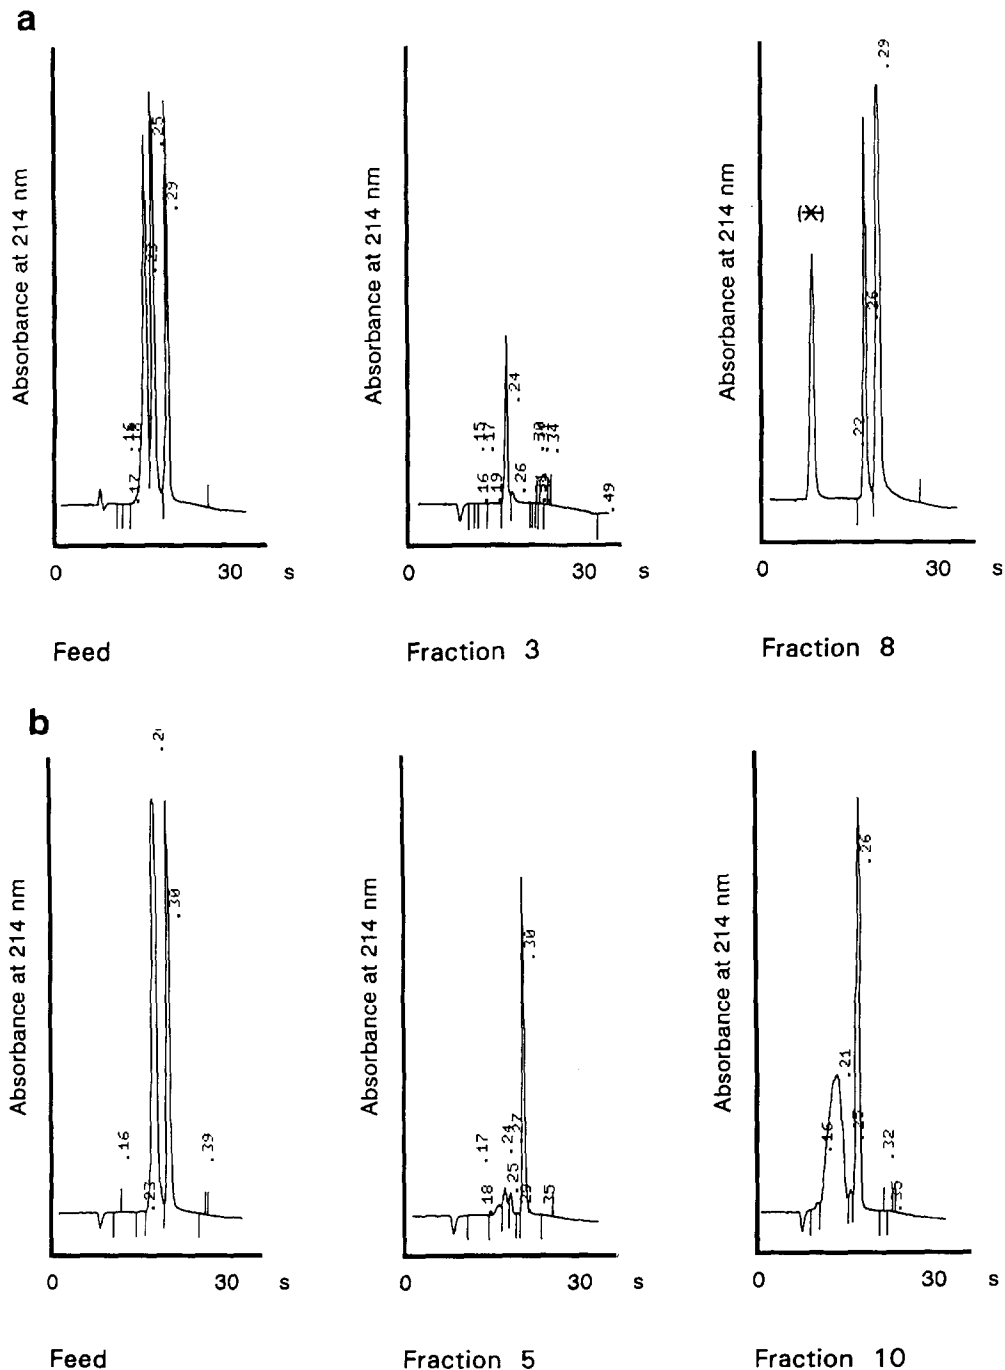 a
Absorbance at 214 nm
.16
.17
.25
.29
0 30 s
Feed
Absorbance at 214 nm
.15
.17
.16
.19
.24
.26
.30
.34
.49
0 30 s
Fraction 3
Absorbance at 214 nm
.22
.26
.29
0 30 s
Fraction 8
b
Absorbance at 214 nm
.16
.23
.30
.39
0 30 s
Feed
Absorbance at 214 nm
.17
.18
.24
.25
.27
.29
.30
.35
0 30 s
Fraction 5
Absorbance at 214 nm
.16
.21
.26
.32
.35
0 30 s
Fraction 10